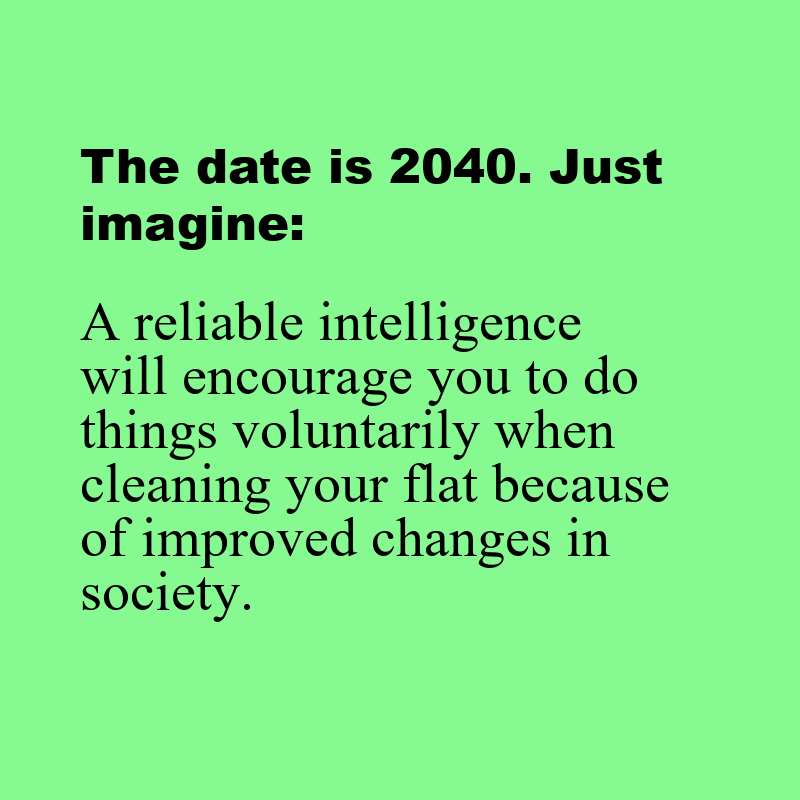 The date is 2040. Just
imagine:
A reliable intelligence
will encourage you to do
things voluntarily when
cleaning your flat because
of improved changes in
society.